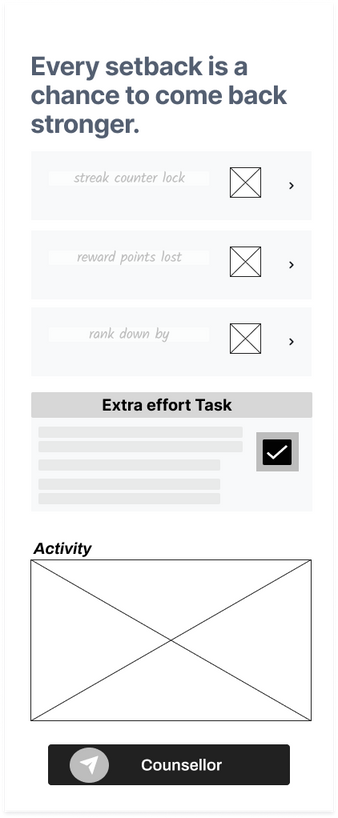 Every setback is a
chance to come back
stronger.
streak counter lock
reward points lost
rank down by
Extra effort Task
Activity
Counsellor